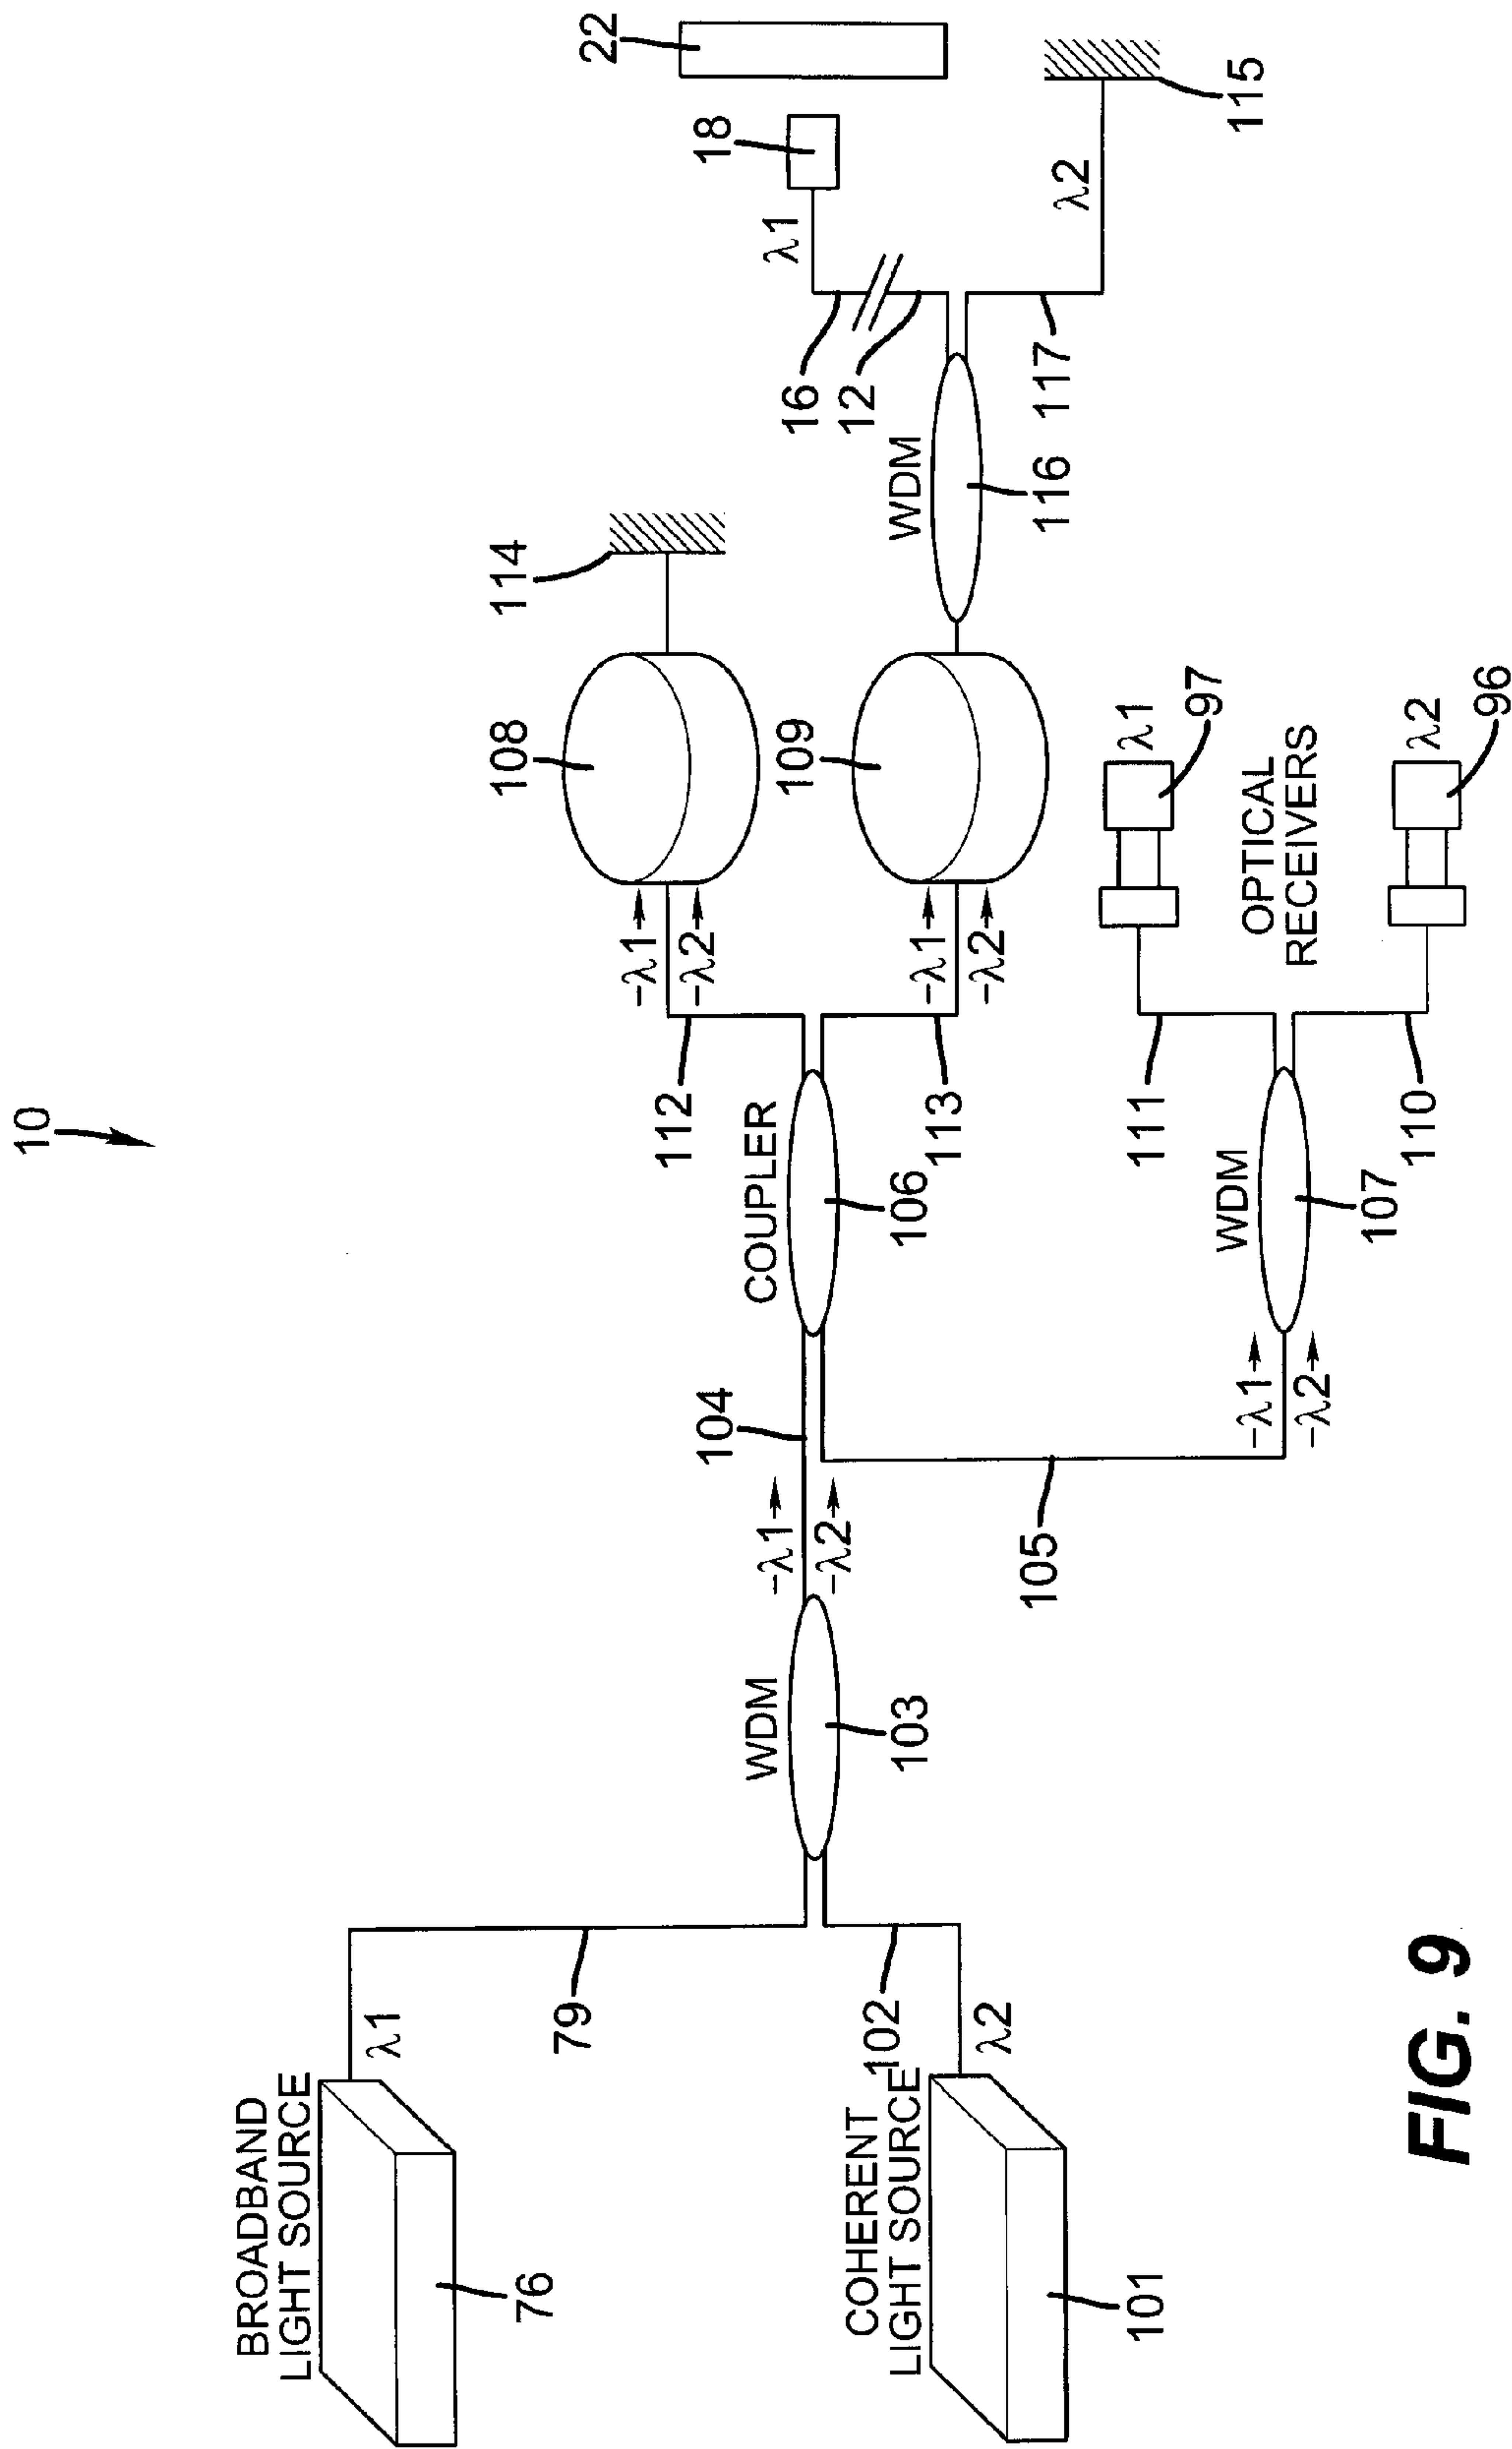 10
BROADBAND
LIGHT SOURCE
λ1
76
79
COHERENT
LIGHT SOURCE
102
λ2
101
WDM
103
-λ1→
-λ2→
104
105
COUPLER
106
112
113
-λ1→
-λ2→
108
114
-λ1→
-λ2→
109
WDM
116
16
12
117
λ1
18
22
λ2
115
-λ1→
-λ2→
WDM
107
111
110
λ1
97
OPTICAL
RECEIVERS
λ2
96
FIG. 9